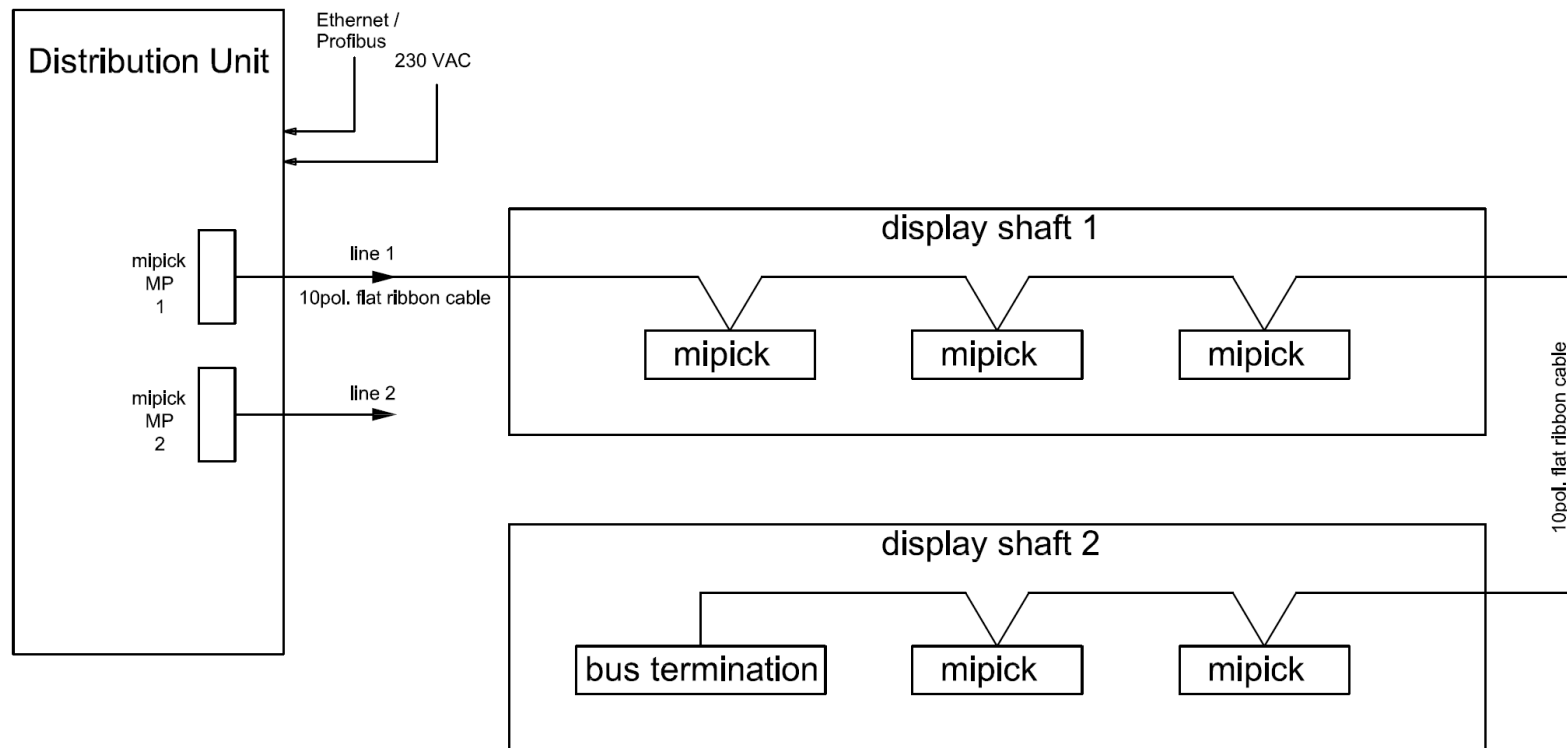 Distribution Unit
Ethernet /
Profibus
230 VAC
mipick
MP
1
line 1
10pol. flat ribbon cable
mipick
MP
2
line 2
display shaft 1
mipick
mipick
mipick
10pol. flat ribbon cable
display shaft 2
bus termination
mipick
mipick